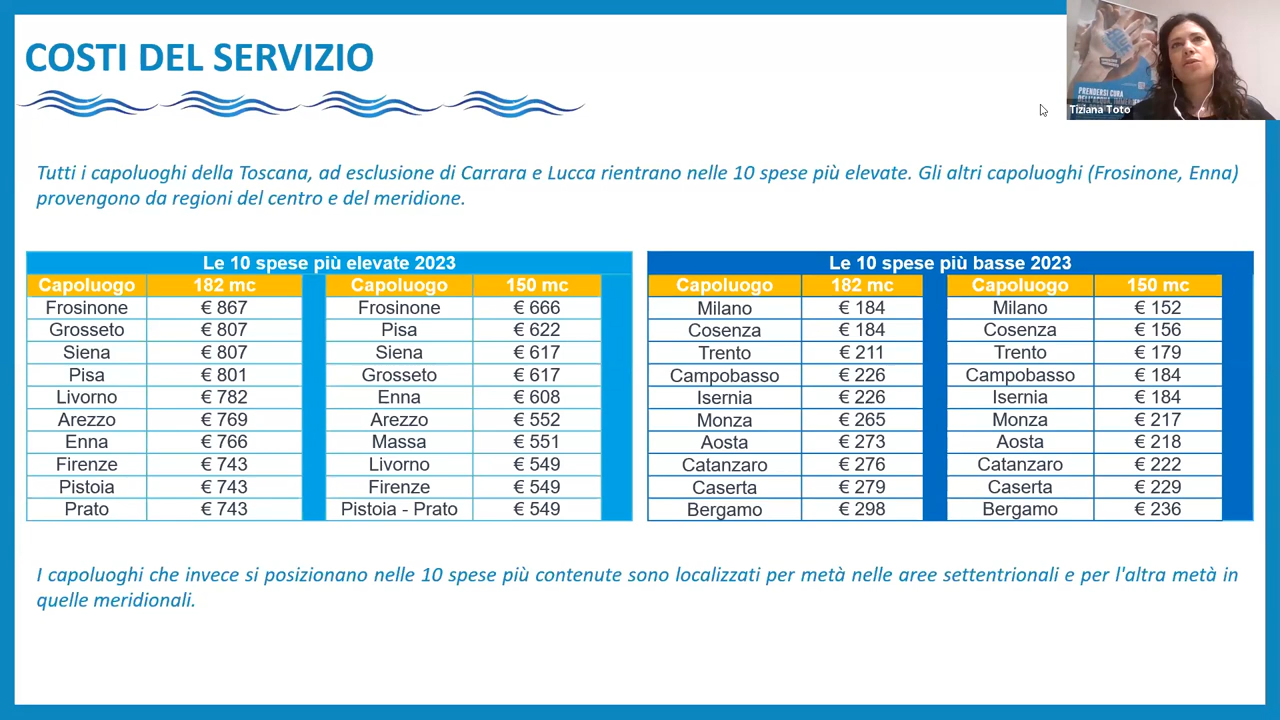 COSTI DEL SERVIZIO
PRENDERSI CURA
DELL'ACQUA,
Tiziana Toto
Tutti i capoluoghi della Toscana, ad esclusione di Carrara e Lucca rientrano nelle 10 spese più elevate. Gli altri capoluoghi (Frosinone, Enna)
provengono da regioni del centro e del meridione.
Le 10 spese più elevate 2023
Capoluogo 182 mc Capoluogo 150 mc
Frosinone € 867 Frosinone € 666
Grosseto € 807 Pisa € 622
Siena € 807 Siena € 617
Pisa € 801 Grosseto € 617
Livorno € 782 Enna € 608
Arezzo € 769 Arezzo € 552
Enna € 766 Massa € 551
Firenze € 743 Livorno € 549
Pistoia € 743 Firenze € 549
Prato € 743 Pistoia - Prato € 549
Le 10 spese più basse 2023
Capoluogo 182 mc Capoluogo 150 mc
Milano € 184 Milano € 152
Cosenza € 184 Cosenza € 156
Trento € 211 Trento € 179
Campobasso € 226 Campobasso € 184
Isernia € 226 Isernia € 184
Monza € 265 Monza € 217
Aosta € 273 Aosta € 218
Catanzaro € 276 Catanzaro € 222
Caserta € 279 Caserta € 229
Bergamo € 298 Bergamo € 236
I capoluoghi che invece si posizionano nelle 10 spese più contenute sono localizzati per metà nelle aree settentrionali e per l'altra metà in
quelle meridionali.